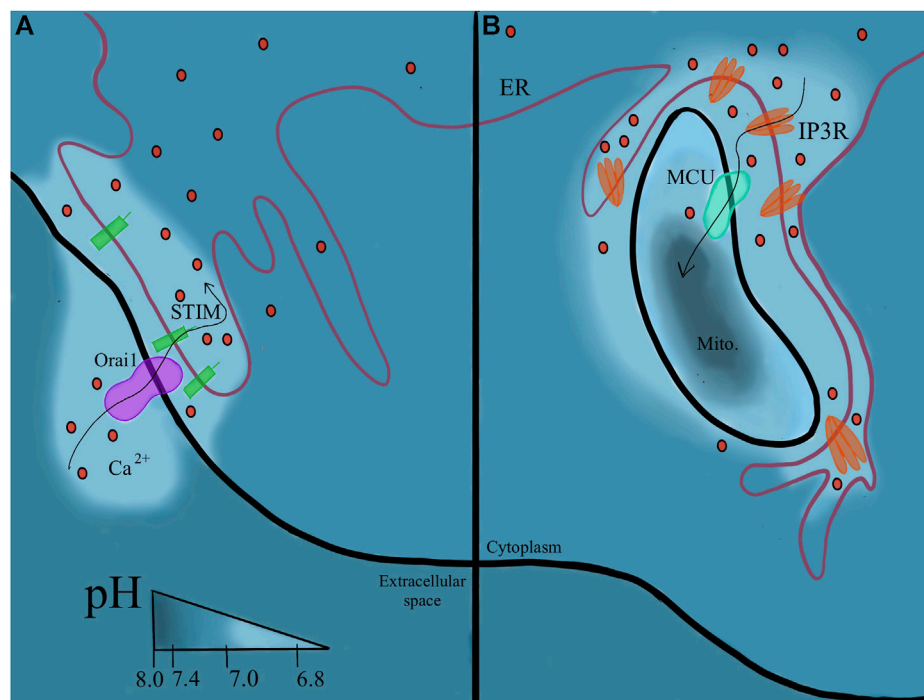 A
B
ER
IP3R
MCU
STIM
Orai1
Mito.
Ca2+
Cytoplasm
Extracellular
space
pH
8.0 7.4 7.0 6.8